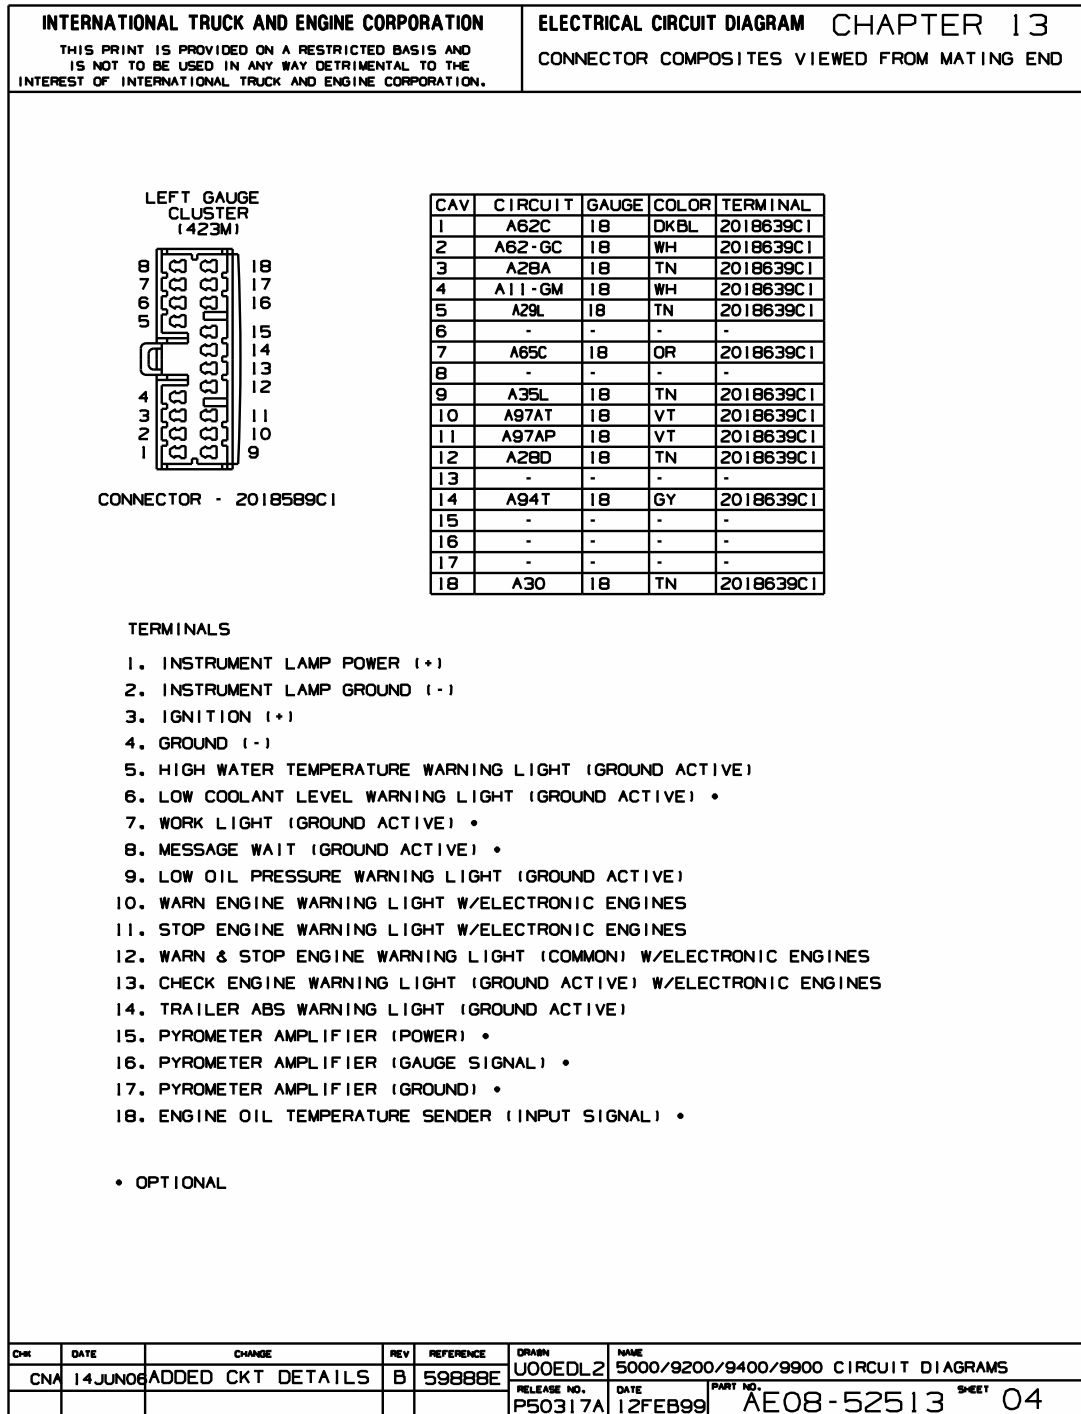 INTERNATIONAL TRUCK AND ENGINE CORPORATION
THIS PRINT IS PROVIDED ON A RESTRICTED BASIS AND
IS NOT TO BE USED IN ANY WAY DETRIMENTAL TO THE
INTEREST OF INTERNATIONAL TRUCK AND ENGINE CORPORATION.
ELECTRICAL CIRCUIT DIAGRAM CHAPTER 13
CONNECTOR COMPOSITES VIEWED FROM MATING END
LEFT GAUGE
CLUSTER
(423M)
8 18
7 17
6 16
5 15
14
13
12
4
3 11
2 10
1 9
CONNECTOR - 2018589C1
CAV CIRCUIT GAUGE COLOR TERMINAL
1 A62C 18 DKBL 2018639C1
2 A62-GC 18 WH 2018639C1
3 A28A 18 TN 2018639C1
4 A11-GM 18 WH 2018639C1
5 A29L 18 TN 2018639C1
6 - - - -
7 A65C 18 OR 2018639C1
8 - - - -
9 A35L 18 TN 2018639C1
10 A97AT 18 VT 2018639C1
11 A97AP 18 VT 2018639C1
12 A28D 18 TN 2018639C1
13 - - - -
14 A94T 18 GY 2018639C1
15 - - - -
16 - - - -
17 - - - -
18 A30 18 TN 2018639C1
TERMINALS
1. INSTRUMENT LAMP POWER (+)
2. INSTRUMENT LAMP GROUND (-)
3. IGNITION (+)
4. GROUND (-)
5. HIGH WATER TEMPERATURE WARNING LIGHT (GROUND ACTIVE)
6. LOW COOLANT LEVEL WARNING LIGHT (GROUND ACTIVE) •
7. WORK LIGHT (GROUND ACTIVE) •
8. MESSAGE WAIT (GROUND ACTIVE) •
9. LOW OIL PRESSURE WARNING LIGHT (GROUND ACTIVE)
10. WARN ENGINE WARNING LIGHT W/ELECTRONIC ENGINES
11. STOP ENGINE WARNING LIGHT W/ELECTRONIC ENGINES
12. WARN & STOP ENGINE WARNING LIGHT (COMMON) W/ELECTRONIC ENGINES
13. CHECK ENGINE WARNING LIGHT (GROUND ACTIVE) W/ELECTRONIC ENGINES
14. TRAILER ABS WARNING LIGHT (GROUND ACTIVE)
15. PYROMETER AMPLIFIER (POWER) •
16. PYROMETER AMPLIFIER (GAUGE SIGNAL) •
17. PYROMETER AMPLIFIER (GROUND) •
18. ENGINE OIL TEMPERATURE SENDER (INPUT SIGNAL) •
• OPTIONAL
CHK DATE CHANGE REV REFERENCE
CNA 14JUN06 ADDED CKT DETAILS B 59888E
DRAWN
U00EDL2
NAME
5000/9200/9400/9900 CIRCUIT DIAGRAMS
RELEASE NO.
P50317A
DATE
12FEB99
PART NO.
AE08-52513
SHEET 04